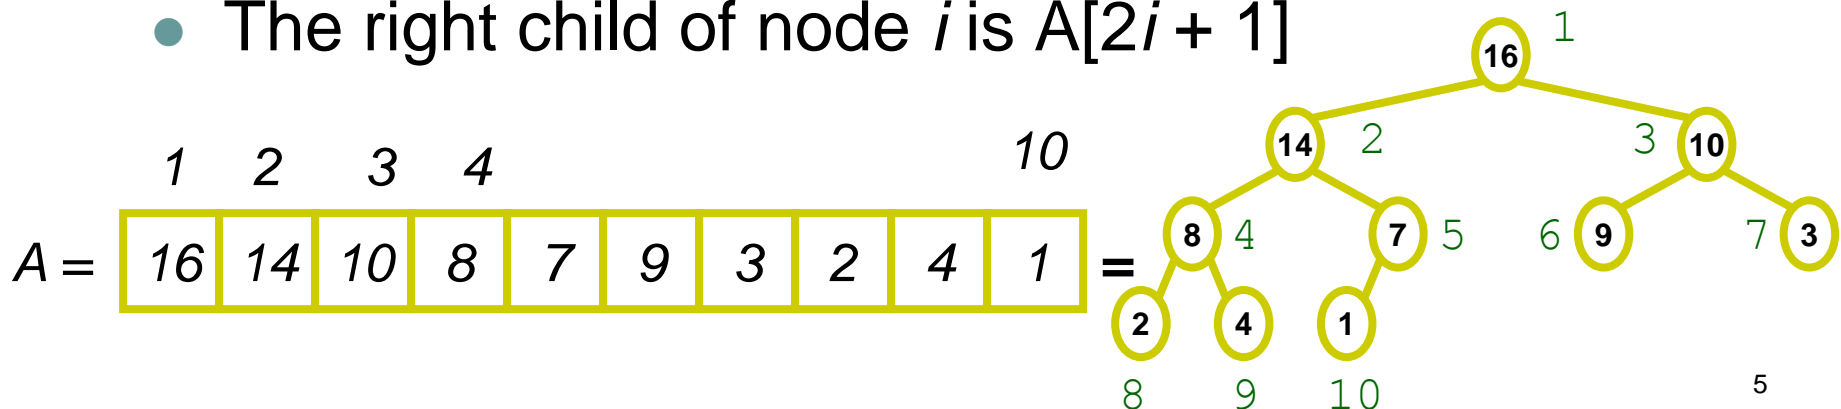 ● The right child of node i is A[2i + 1]
1 2 3 4 10
A = 16 14 10 8 7 9 3 2 4 1 =
16 1
14 2 3 10
8 4 7 5 6 9 7 3
2 4 1
8 9 10
5